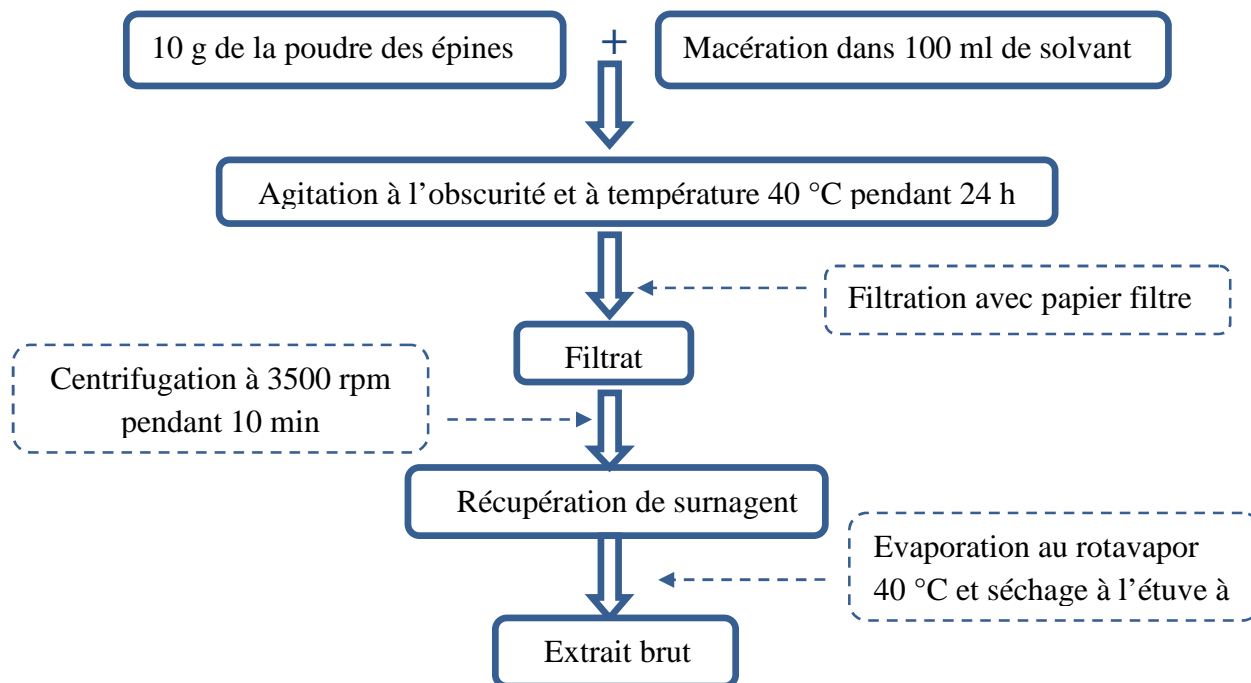 10 g de la poudre des épines
+
Macération dans 100 ml de solvant
Agitation à l’obscurité et à température 40 °C pendant 24 h
Filtration avec papier filtre
Filtrat
Centrifugation à 3500 rpm
pendant 10 min
Récupération de surnagent
Evaporation au rotavapor
40 °C et séchage à l’étuve à
Extrait brut